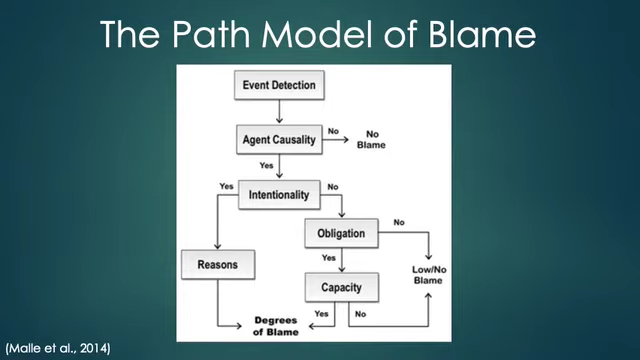 The Path Model of Blame
Event Detection
Agent Causality
No
No
Blame
Yes
Yes
Intentionality
No
Obligation
No
Reasons
Yes
Low/No
Blame
Capacity
Degrees
of Blame
Yes
No
(Malle et al., 2014)